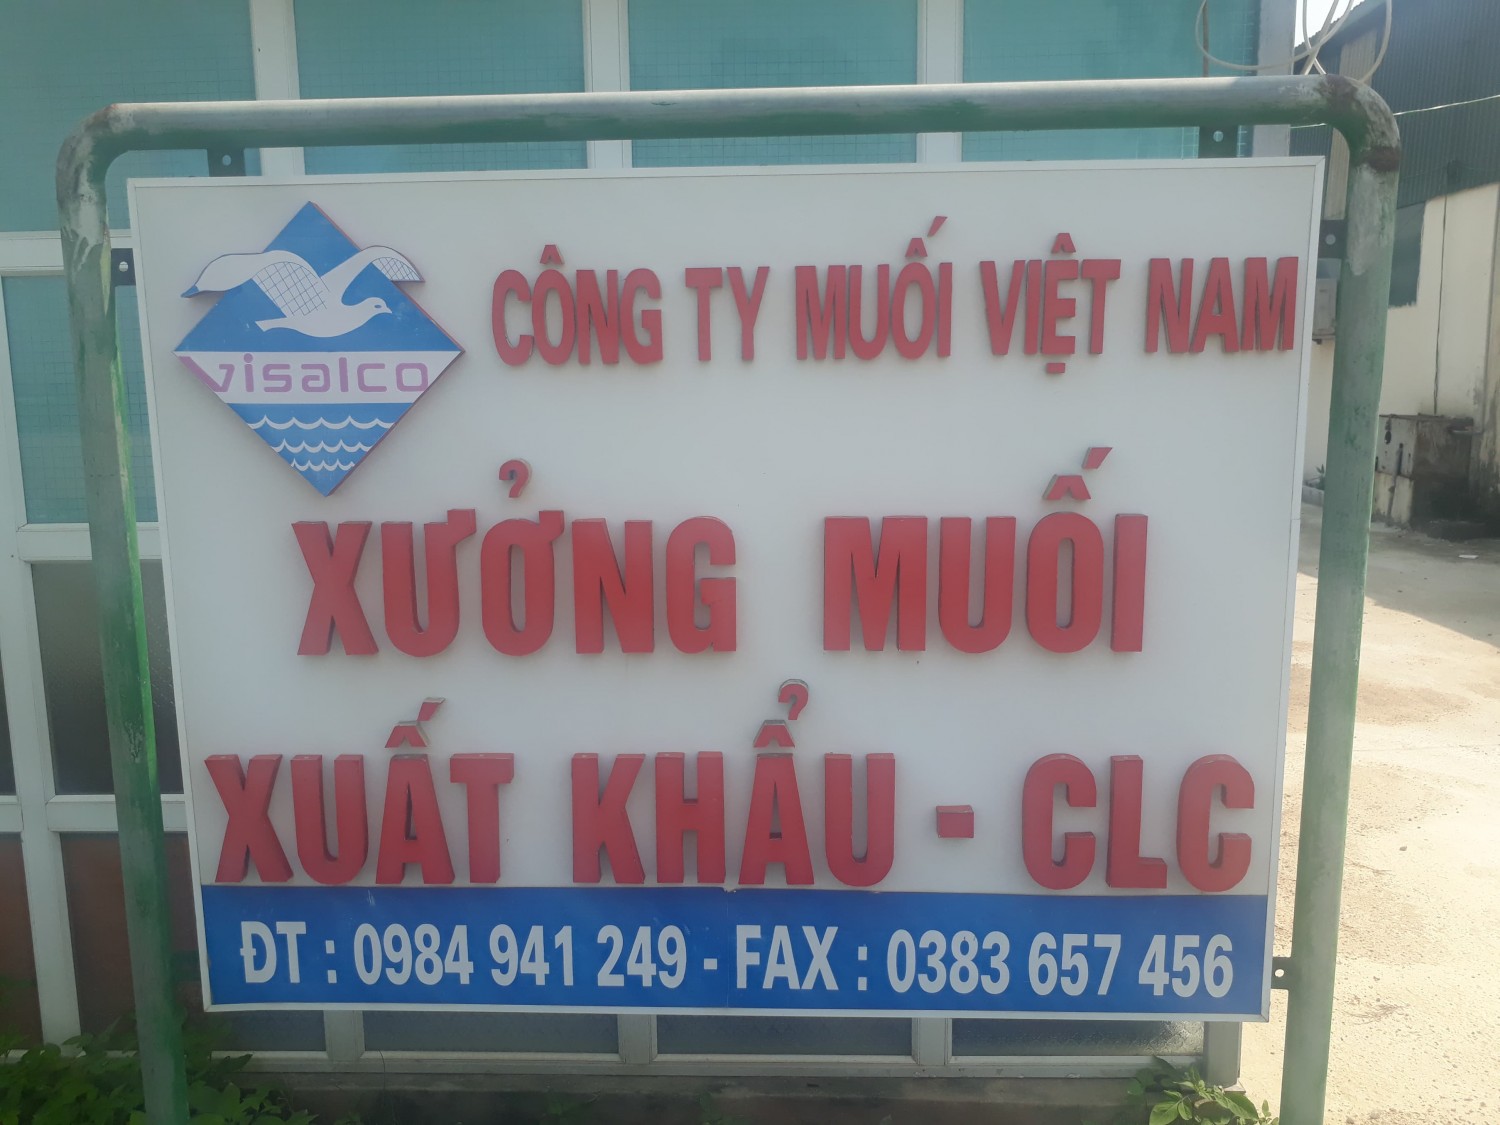 visalco
CÔNG TY MUỐI VIỆT NAM
XƯỞNG MUỐI
XUẤT KHẨU - CLC
ĐT : 0984 941 249 - FAX : 0383 657 456